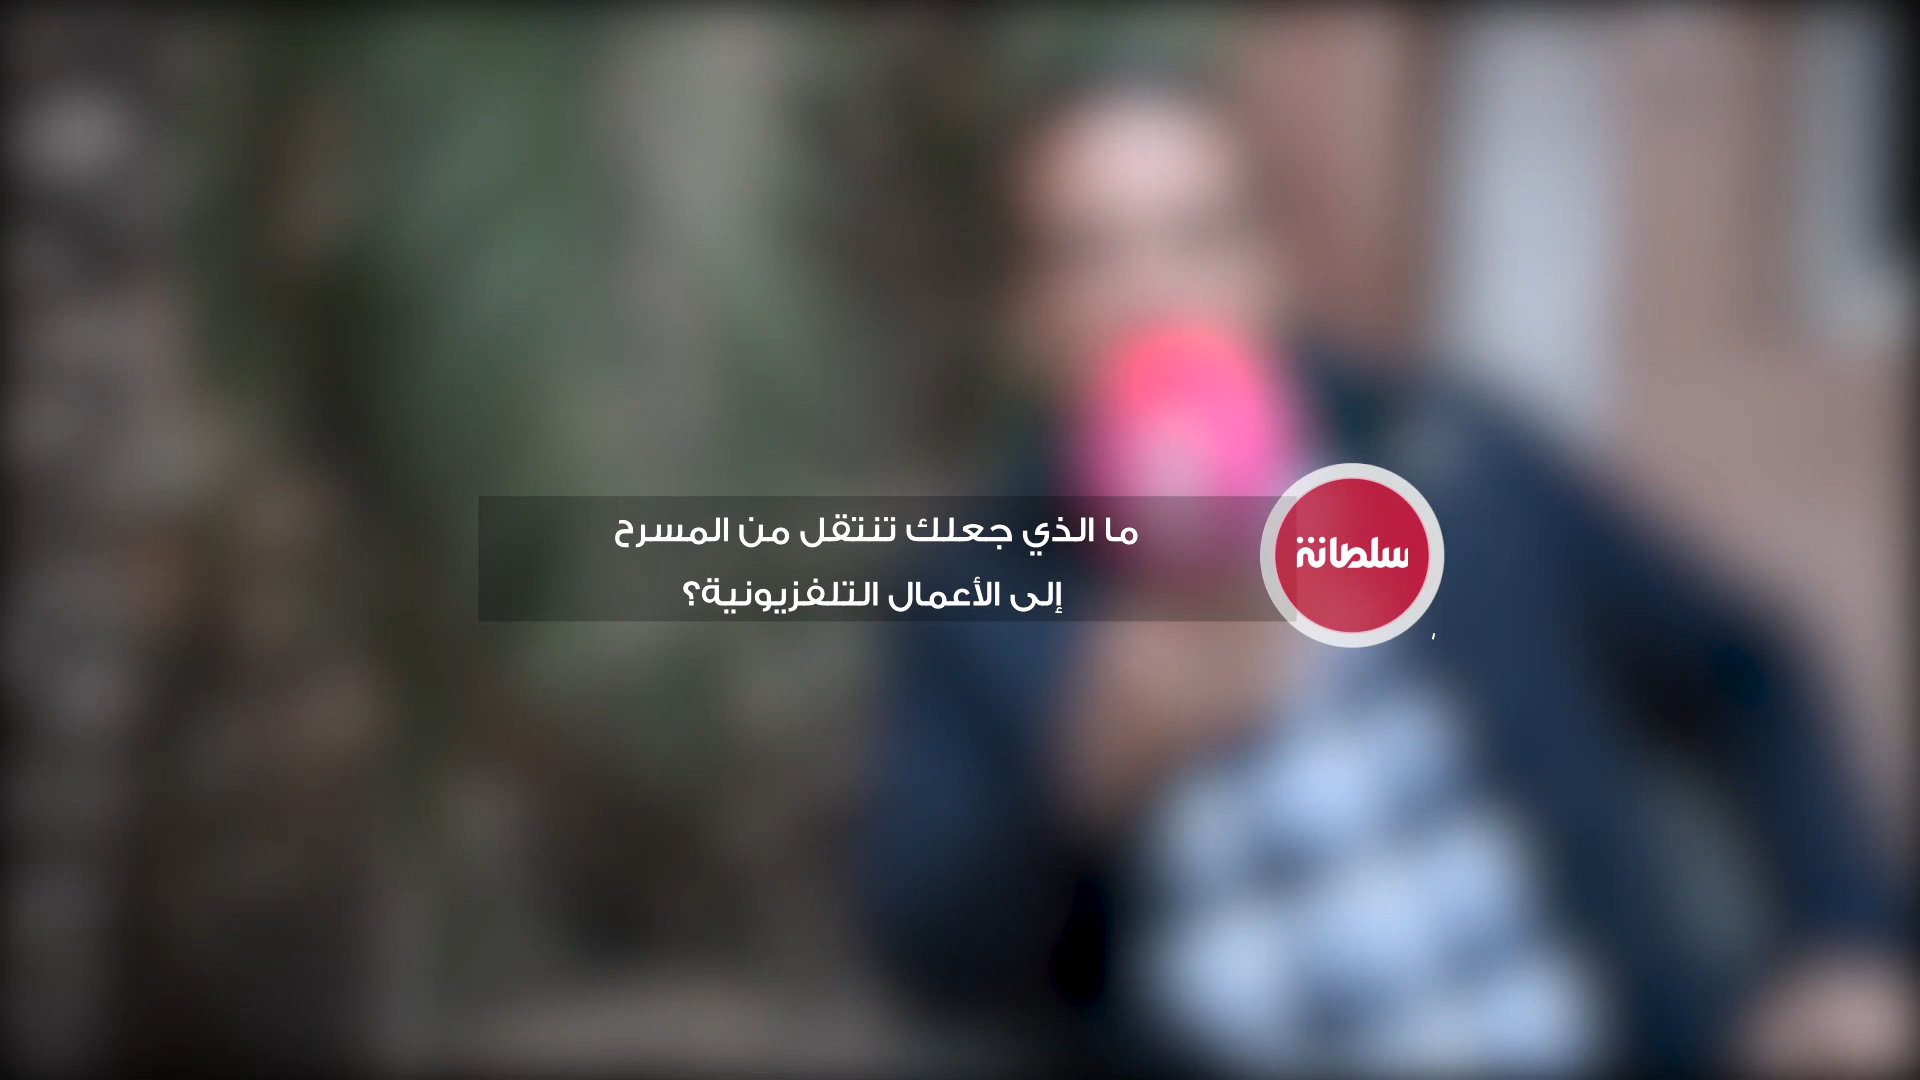 ما الذي جعلك تنتقل من المسرح
إلى الأعمال التلفزيونية؟
سلطانة